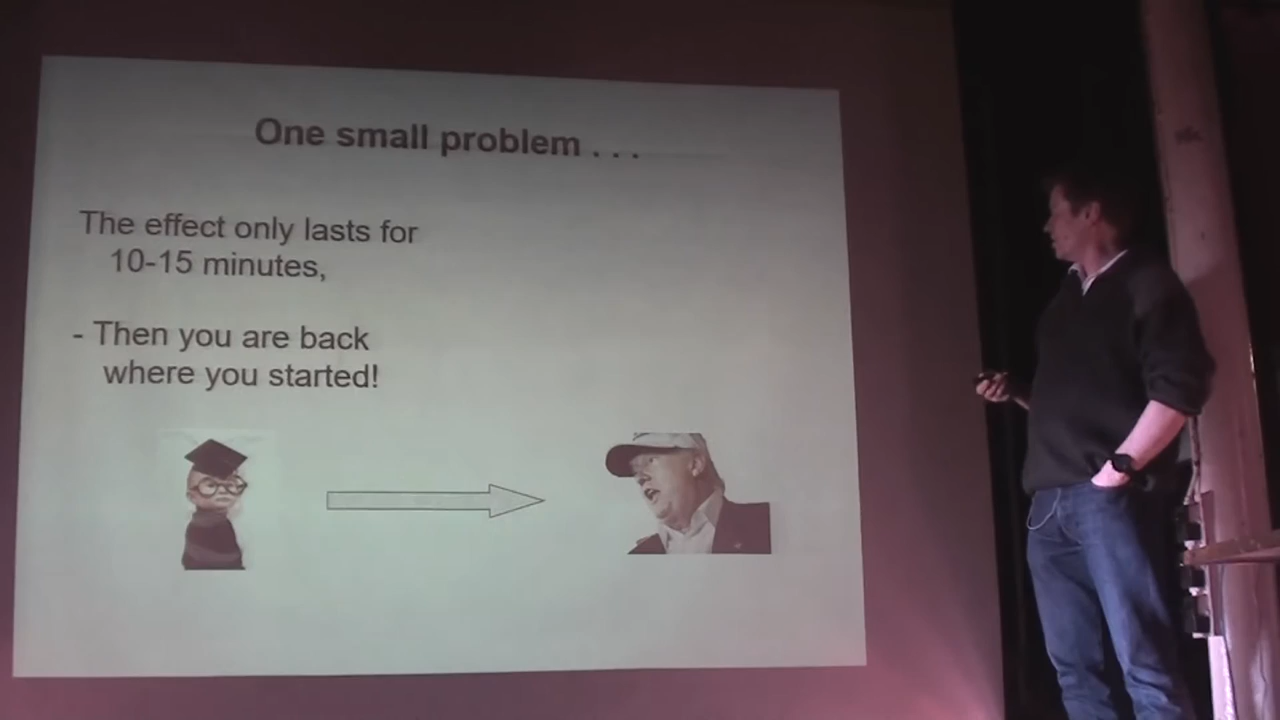 One small problem . . .
The effect only lasts for
10-15 minutes,
- Then you are back
where you started!